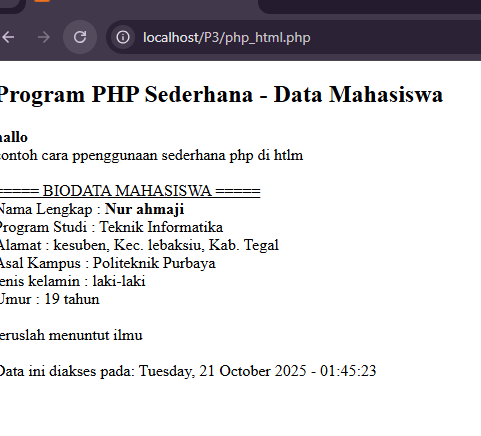 localhost/P3/php_html.php
Program PHP Sederhana - Data Mahasiswa
hallo
contoh cara ppenggunaan sederhana php di htlm
===== BIODATA MAHASISWA =====
Nama Lengkap : Nur ahmaji
Program Studi : Teknik Informatika
Alamat : kesuben, Kec. lebaksiu, Kab. Tegal
Asal Kampus : Politeknik Purbaya
jenis kelamin : laki-laki
Umur : 19 tahun
teruslah menuntut ilmu
Data ini diakses pada: Tuesday, 21 October 2025 - 01:45:23